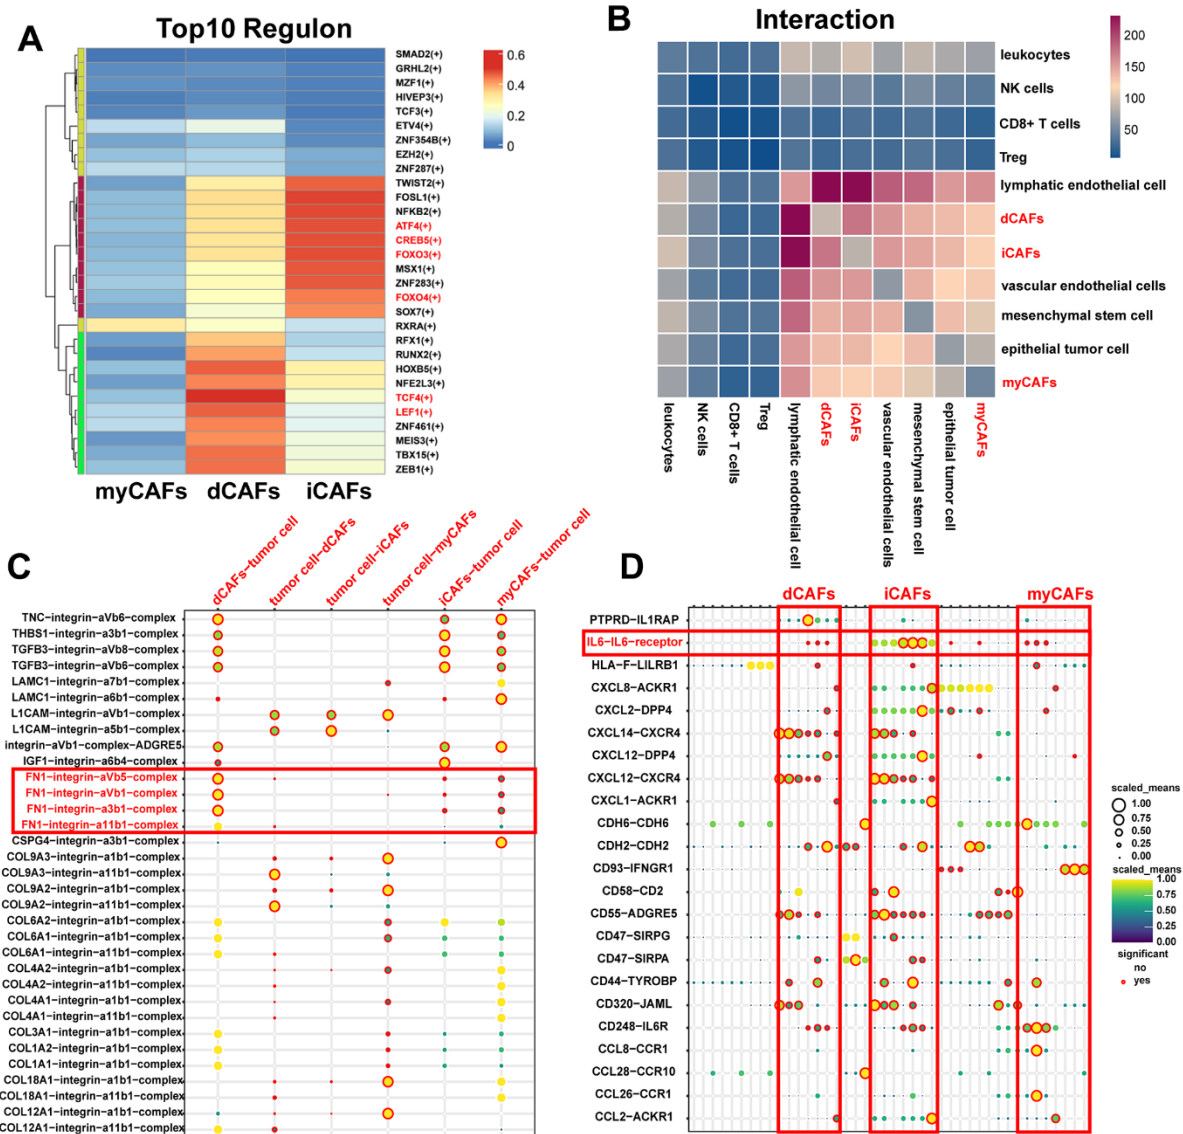 A
Top10 Regulon
SMAD2(+)
GRHL2(+)
MZF1(+)
HIVEP3(+)
TCF3(+)
ETV4(+)
ZNF354B(+)
EZH2(+)
ZNF287(+)
TWIST2(+)
FOSL1(+)
NFKB2(+)
ATF4(+)
CREB5(+)
FOXO3(+)
MSX1(+)
ZNF283(+)
FOXO4(+)
SOX7(+)
RXRA(+)
RFX1(+)
RUNX2(+)
HOXB5(+)
NFE2L3(+)
TCF4(+)
LEF1(+)
ZNF461(+)
MEIS3(+)
TBX15(+)
ZEB1(+)
0.6
0.4
0.2
0
myCAFs dCAFs iCAFs
B
Interaction
leukocytes
NK cells
CD8+ T cells
Treg
lymphatic endothelial cell
dCAFs
iCAFs
vascular endothelial cells
mesenchymal stem cell
epithelial tumor cell
myCAFs
200
150
100
50
leukocytes
NK cells
CD8+ T cells
Treg
lymphatic endothelial cell
dCAFs
iCAFs
vascular endothelial cells
mesenchymal stem cell
epithelial tumor cell
myCAFs
C
dCAFs−tumor cell
tumor cell−dCAFs
tumor cell−iCAFs
tumor cell−myCAFs
iCAFs−tumor cell
myCAFs−tumor cell
TNC−integrin−aVb6−complex
THBS1−integrin−a3b1−complex
TGFB3−integrin−aVb8−complex
TGFB3−integrin−aVb6−complex
LAMC1−integrin−a7b1−complex
LAMC1−integrin−a6b1−complex
L1CAM−integrin−aVb1−complex
L1CAM−integrin−a5b1−complex
integrin−aVb1−complex−ADGRE5
IGF1−integrin−a6b4−complex
FN1−integrin−aVb5−complex
FN1−integrin−aVb1−complex
FN1−integrin−a3b1−complex
FN1−integrin−a11b1−complex
CSPG4−integrin−a3b1−complex
COL9A3−integrin−a1b1−complex
COL9A3−integrin−a11b1−complex
COL9A2−integrin−a1b1−complex
COL9A2−integrin−a11b1−complex
COL6A2−integrin−a1b1−complex
COL6A1−integrin−a1b1−complex
COL6A1−integrin−a11b1−complex
COL4A2−integrin−a1b1−complex
COL4A2−integrin−a11b1−complex
COL4A1−integrin−a1b1−complex
COL4A1−integrin−a11b1−complex
COL3A1−integrin−a1b1−complex
COL1A2−integrin−a1b1−complex
COL1A1−integrin−a1b1−complex
COL18A1−integrin−a1b1−complex
COL18A1−integrin−a11b1−complex
COL12A1−integrin−a1b1−complex
COL12A1−integrin−a11b1−complex
D
dCAFs iCAFs myCAFs
PTPRD−IL1RAP
IL6−IL6−receptor
HLA−F−LILRB1
CXCL8−ACKR1
CXCL2−DPP4
CXCL14−CXCR4
CXCL12−DPP4
CXCL12−CXCR4
CXCL1−ACKR1
CDH6−CDH6
CDH2−CDH2
CD93−IFNGR1
CD58−CD2
CD55−ADGRE5
CD47−SIRPG
CD47−SIRPA
CD44−TYROBP
CD320−JAML
CD248−IL6R
CCL8−CCR1
CCL28−CCR10
CCL26−CCR1
CCL2−ACKR1
scaled_means
1.00
0.75
0.50
0.25
0.00
scaled_means
1.00
0.75
0.50
0.25
0.00
significant
no
yes